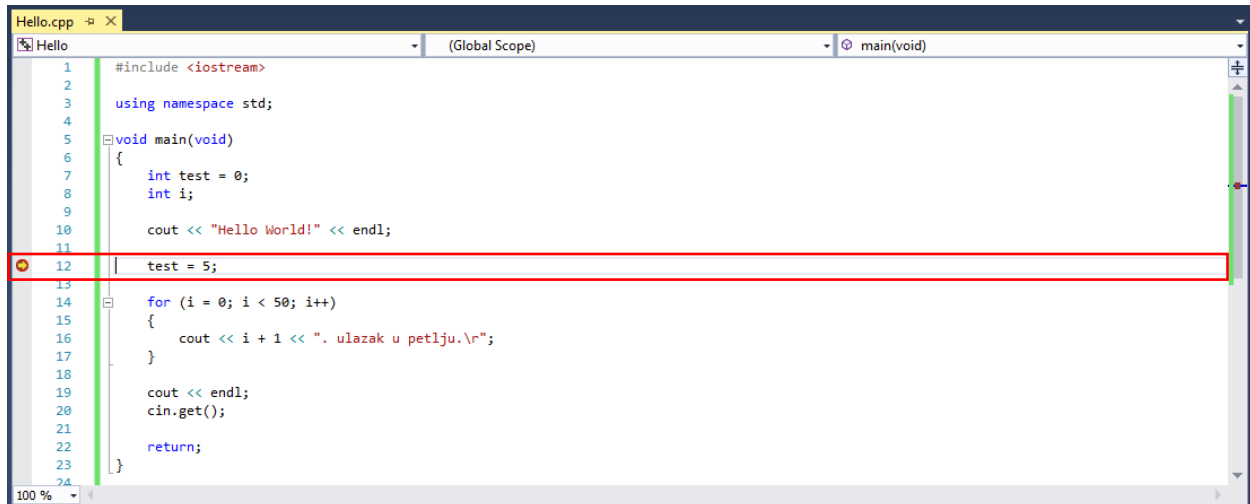 Hello.cpp
Hello (Global Scope) main(void)
1 #include <iostream>
2
3 using namespace std;
4
5 void main(void)
6 {
7 int test = 0;
8 int i;
9
10 cout << "Hello World!" << endl;
11
12 test = 5;
13
14 for (i = 0; i < 50; i++)
15 {
16 cout << i + 1 << ". ulazak u petlju.\r";
17 }
18
19 cout << endl;
20 cin.get();
21
22 return;
23 }
24
100 %